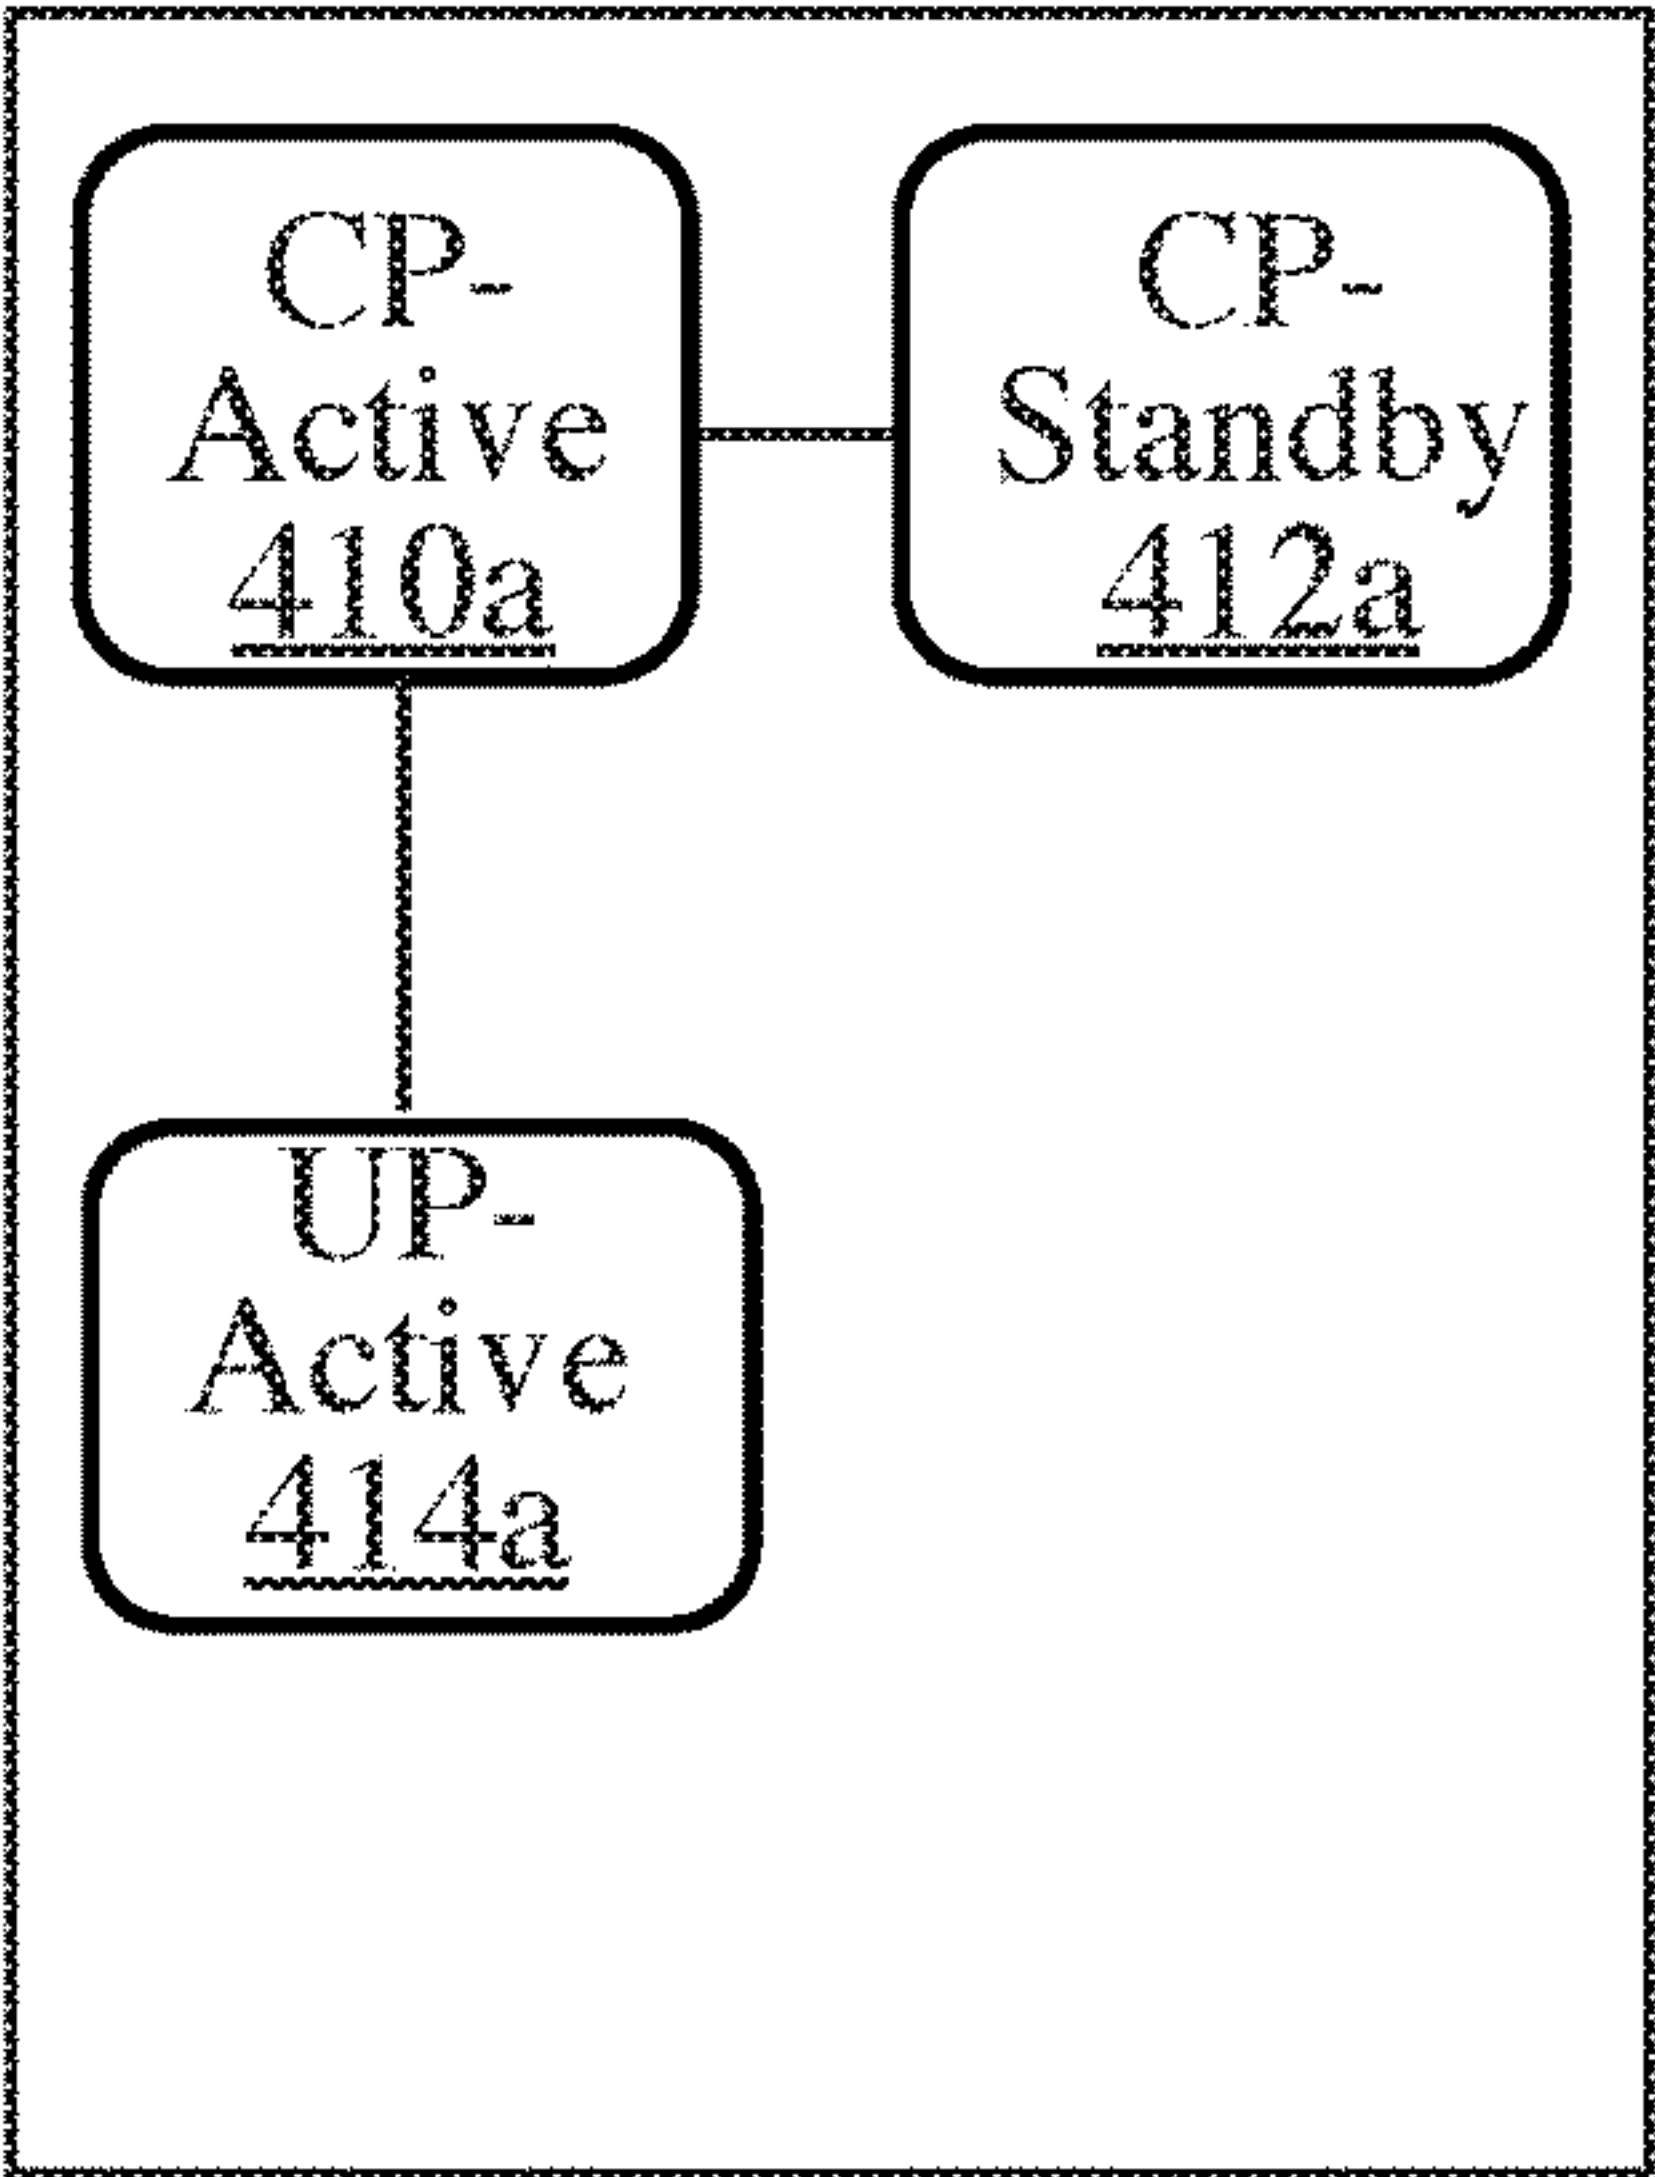 CP-
Active
410a
CP-
Standby
412a
UP-
Active
414a